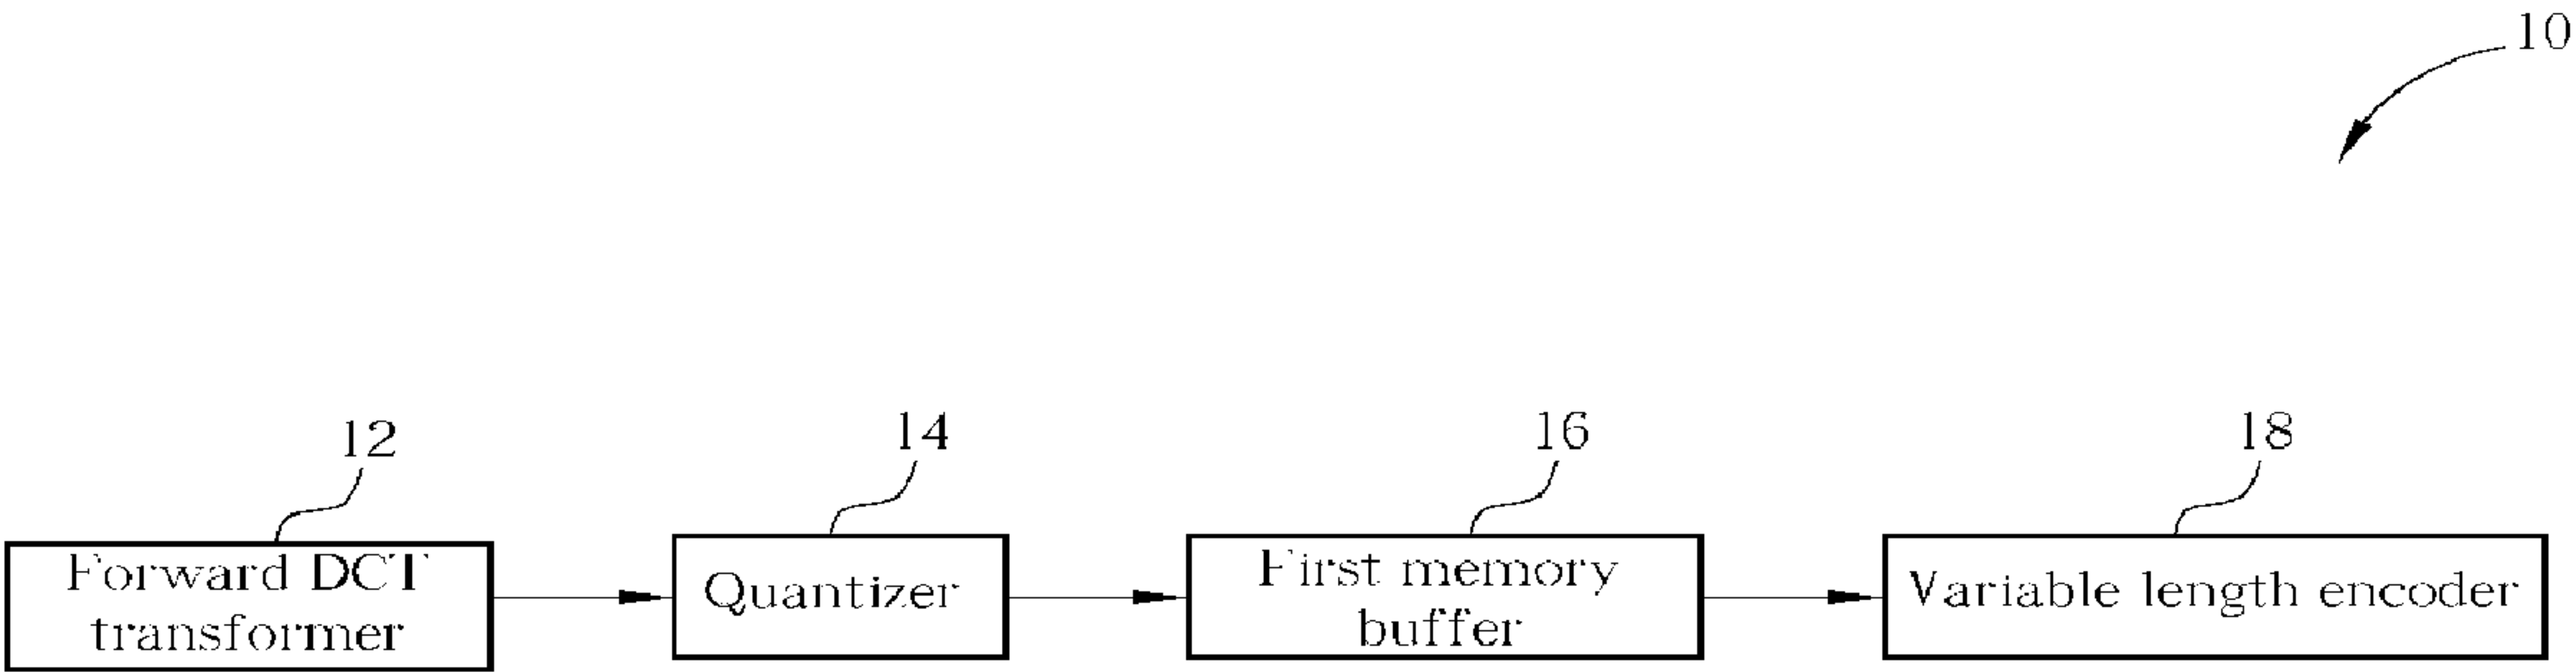 10
12
14
16
18
Forward DCT
transformer
Quantizer
First memory
buffer
Variable length encoder